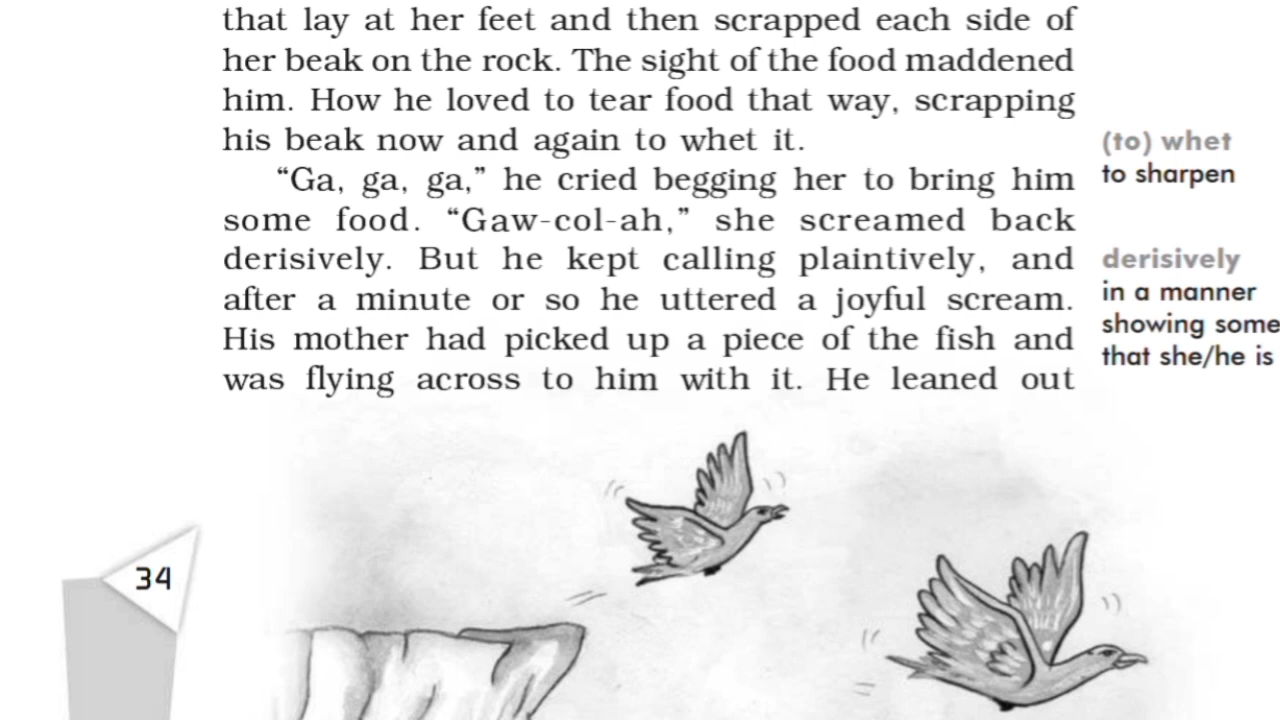 that lay at her feet and then scrapped each side of
her beak on the rock. The sight of the food maddened
him. How he loved to tear food that way, scrapping
his beak now and again to whet it.
“Ga, ga, ga,” he cried begging her to bring him
some food. “Gaw-col-ah,” she screamed back
derisively. But he kept calling plaintively, and
after a minute or so he uttered a joyful scream.
His mother had picked up a piece of the fish and
was flying across to him with it. He leaned out
(to) whet
to sharpen
derisively
in a manner
showing some
that she/he is
34